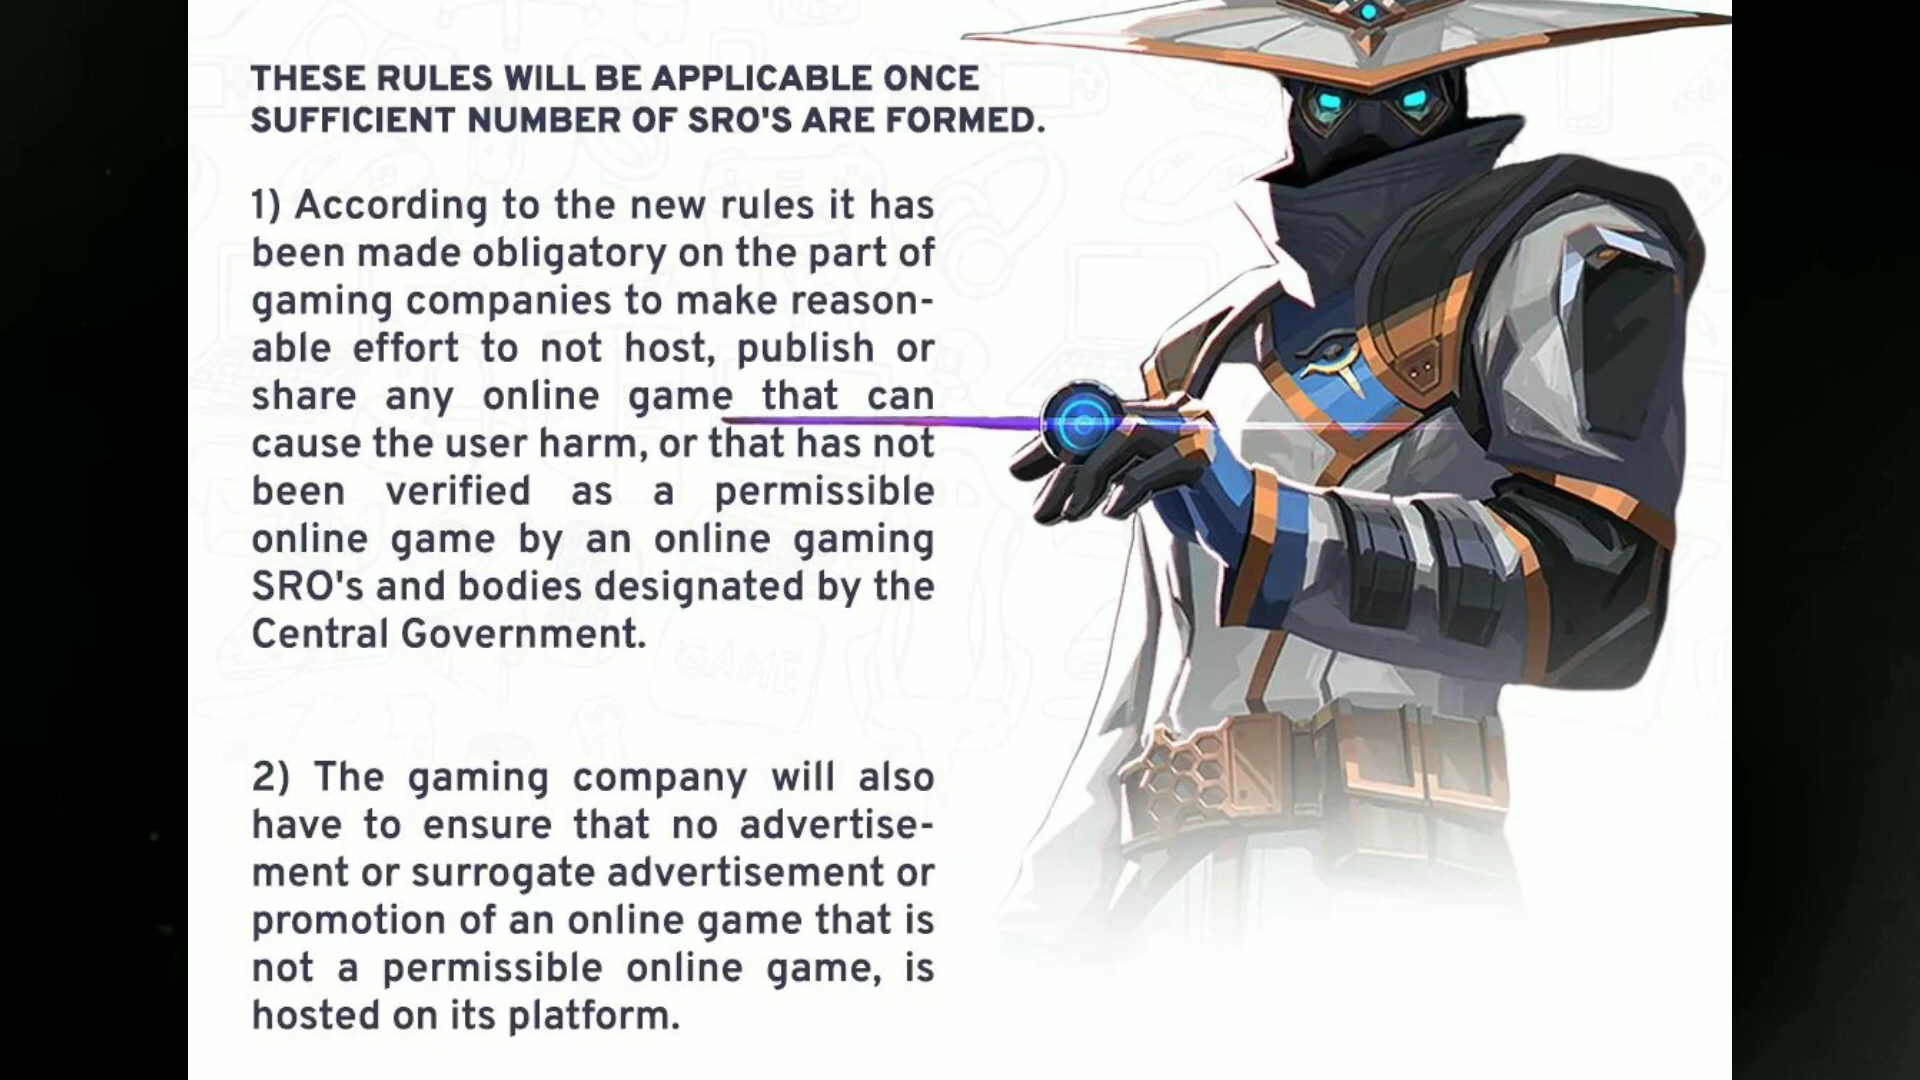 THESE RULES WILL BE APPLICABLE ONCE
SUFFICIENT NUMBER OF SRO'S ARE FORMED.
1) According to the new rules it has
been made obligatory on the part of
gaming companies to make reason-
able effort to not host, publish or
share any online game that can
cause the user harm, or that has not
been verified as a permissible
online game by an online gaming
SRO's and bodies designated by the
Central Government.
GAME
2) The gaming company will also
have to ensure that no advertise-
ment or surrogate advertisement or
promotion of an online game that is
not a permissible online game, is
hosted on its platform.